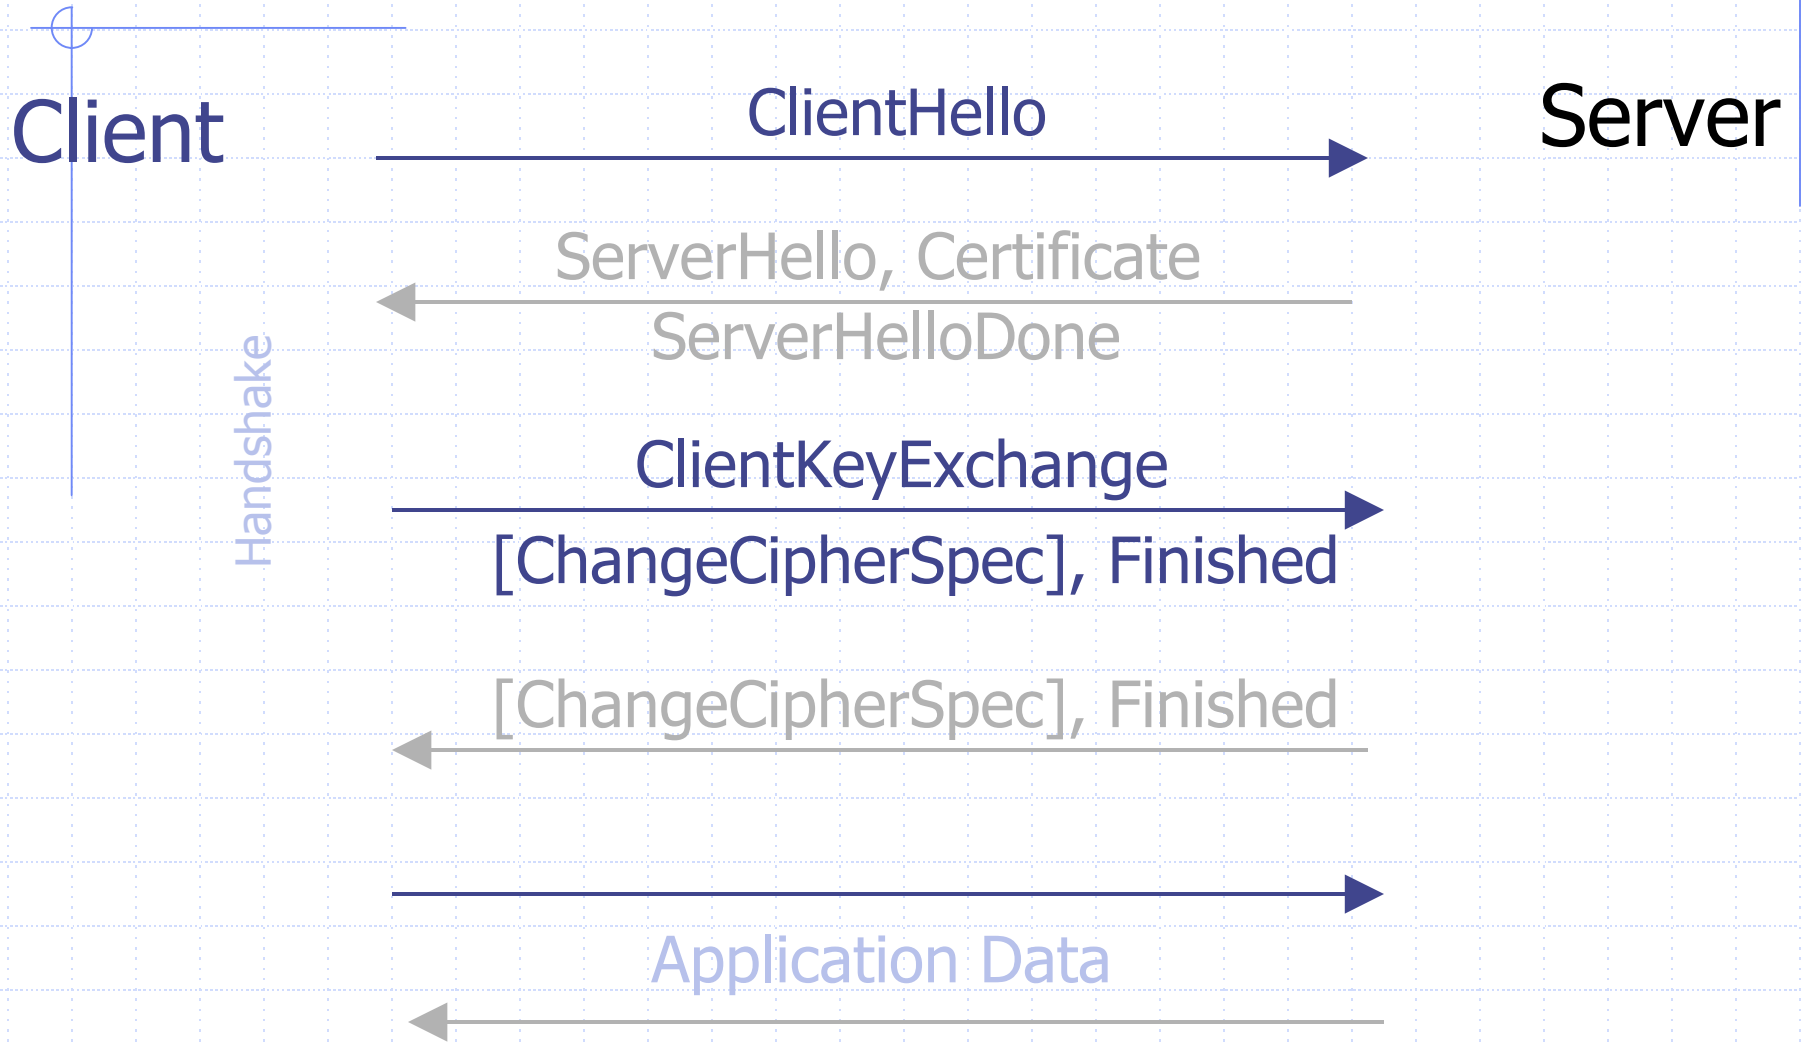 Client
ClientHello
Server
ServerHello, Certificate
ServerHelloDone
Handshake
ClientKeyExchange
[ChangeCipherSpec], Finished
[ChangeCipherSpec], Finished
Application Data